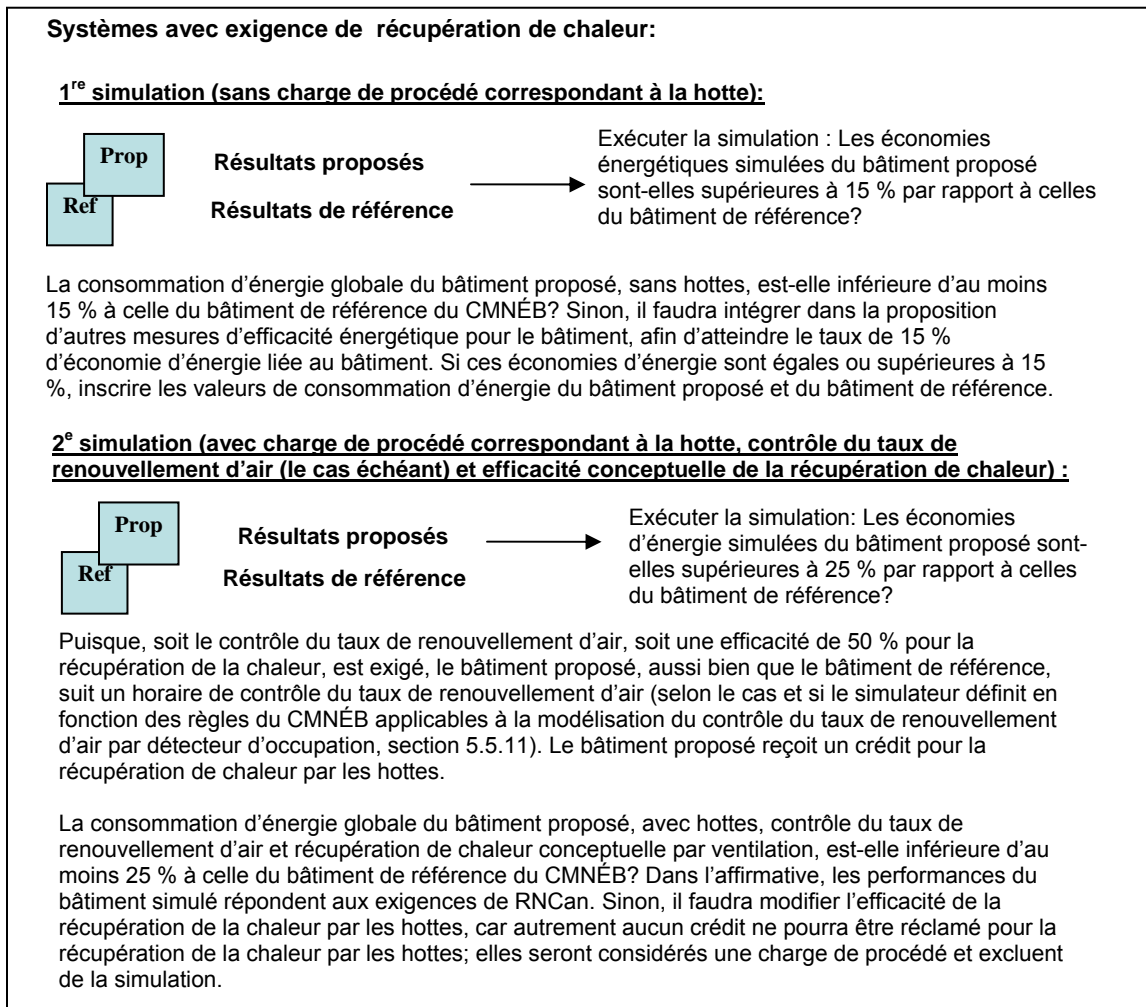 Systèmes avec exigence de récupération de chaleur:
1re simulation (sans charge de procédé correspondant à la hotte):
Prop
Ref
Résultats proposés
Résultats de référence
Exécuter la simulation : Les économies
énergétiques simulées du bâtiment proposé
sont-elles supérieures à 15 % par rapport à celles
du bâtiment de référence?
La consommation d'énergie globale du bâtiment proposé, sans hottes, est-elle inférieure d'au moins
15 % à celle du bâtiment de référence du CMNÉB? Sinon, il faudra intégrer dans la proposition
d'autres mesures d'efficacité énergétique pour le bâtiment, afin d'atteindre le taux de 15 %
d'économie d'énergie liée au bâtiment. Si ces économies d'énergie sont égales ou supérieures à 15
%, inscrire les valeurs de consommation d'énergie du bâtiment proposé et du bâtiment de référence.
2e simulation (avec charge de procédé correspondant à la hotte, contrôle du taux de
renouvellement d'air (le cas échéant) et efficacité conceptuelle de la récupération de chaleur) :
Prop
Ref
Résultats proposés
Résultats de référence
Exécuter la simulation: Les économies
d'énergie simulées du bâtiment proposé sont-
elles supérieures à 25 % par rapport à celles
du bâtiment de référence?
Puisque, soit le contrôle du taux de renouvellement d'air, soit une efficacité de 50 % pour la
récupération de la chaleur, est exigé, le bâtiment proposé, aussi bien que le bâtiment de référence,
suit un horaire de contrôle du taux de renouvellement d'air (selon le cas et si le simulateur définit en
fonction des règles du CMNÉB applicables à la modélisation du contrôle du taux de renouvellement
d'air par détecteur d'occupation, section 5.5.11). Le bâtiment proposé reçoit un crédit pour la
récupération de chaleur par les hottes.
La consommation d'énergie globale du bâtiment proposé, avec hottes, contrôle du taux de
renouvellement d'air et récupération de chaleur conceptuelle par ventilation, est-elle inférieure d'au
moins 25 % à celle du bâtiment de référence du CMNÉB? Dans l'affirmative, les performances du
bâtiment simulé répondent aux exigences de RNCan. Sinon, il faudra modifier l'efficacité de la
récupération de la chaleur par les hottes, car autrement aucun crédit ne pourra être réclamé pour la
récupération de la chaleur par les hottes; elles seront considérés une charge de procédé et excluent
de la simulation.